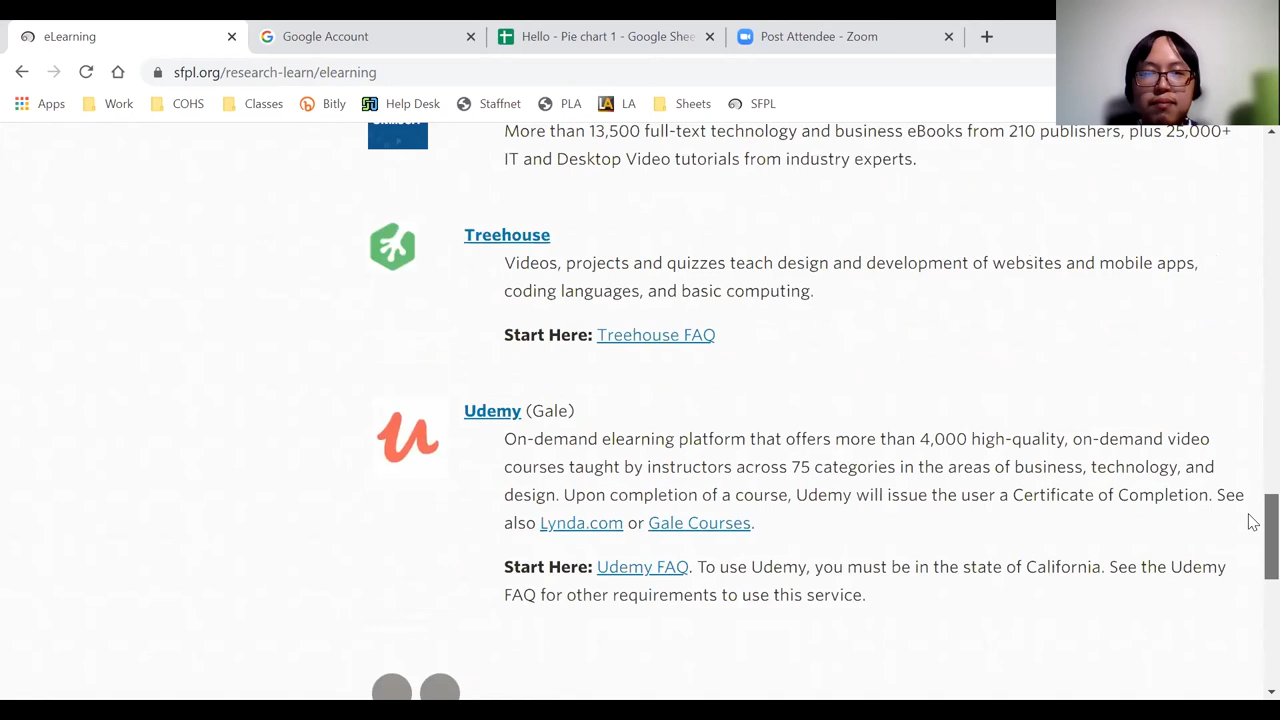 eLearning
Google Account
Hello - Pie chart 1 - Google Shee
Post Attendee - Zoom
sfpl.org/research-learn/elearning
Apps
Work
COHS
Classes
Bitly
Help Desk
Staffnet
PLA
LA
Sheets
SFPL
More than 13,500 full-text technology and business eBooks from 210 publishers, plus 25,000+
IT and Desktop Video tutorials from industry experts.
Treehouse
Videos, projects and quizzes teach design and development of websites and mobile apps,
coding languages, and basic computing.
Start Here: Treehouse FAQ
Udemy (Gale)
On-demand elearning platform that offers more than 4,000 high-quality, on-demand video
courses taught by instructors across 75 categories in the areas of business, technology, and
design. Upon completion of a course, Udemy will issue the user a Certificate of Completion. See
also Lynda.com or Gale Courses.
Start Here: Udemy FAQ. To use Udemy, you must be in the state of California. See the Udemy
FAQ for other requirements to use this service.